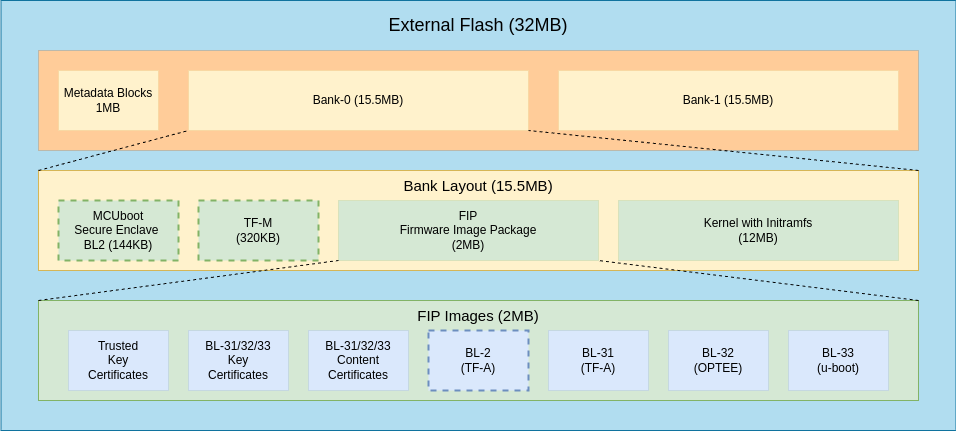 External Flash (32MB)
Metadata Blocks
1MB
Bank-0 (15.5MB)
Bank-1 (15.5MB)
Bank Layout (15.5MB)
MCUboot
Secure Enclave
BL2 (144KB)
TF-M
(320KB)
FIP
Firmware Image Package
(2MB)
Kernel with Initramfs
(12MB)
FIP Images (2MB)
Trusted
Key
Certificates
BL-31/32/33
Key
Certificates
BL-31/32/33
Content
Certificates
BL-2
(TF-A)
BL-31
(TF-A)
BL-32
(OPTEE)
BL-33
(u-boot)